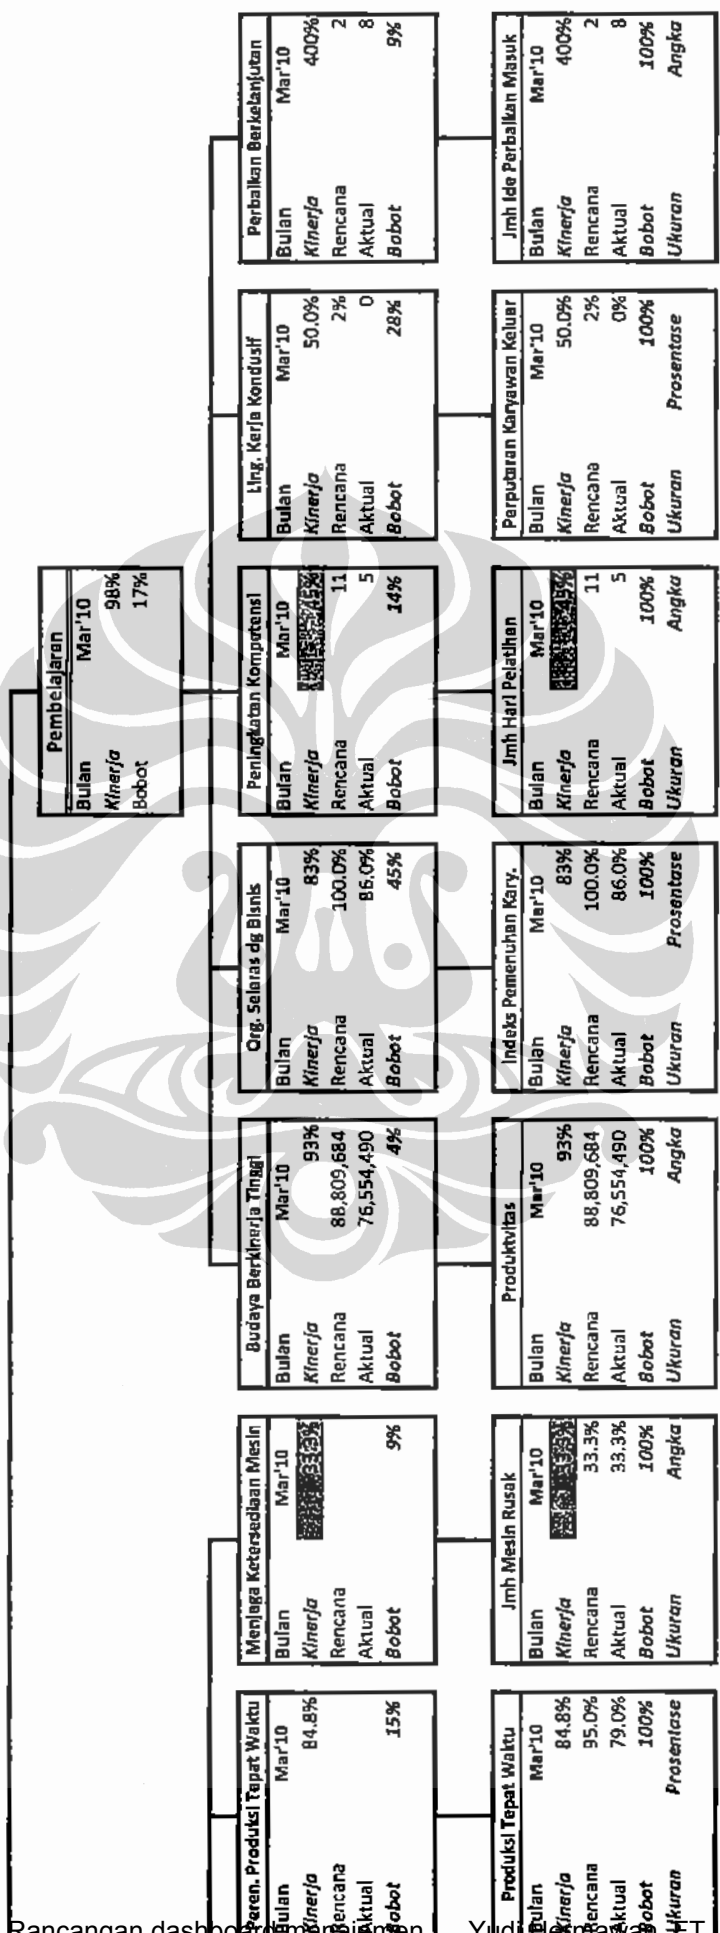 Pembelajaran
Bulan Mar'10
Kinerja 98%
Bobot 17%
Peren. Produksi Tepat Waktu
Bulan Mar'10
Kinerja 84.8%
Rencana
Aktual
Bobot 15%
Menjaga Ketersediaan Mesin
Bulan Mar'10
Kinerja 33.3%
Rencana
Aktual
Bobot 9%
Budaya Berkinerja Tinggi
Bulan Mar'10
Kinerja 93%
Rencana 88,809,684
Aktual 76,554,490
Bobot 4%
Org. Selaras dg Bisnis
Bulan Mar'10
Kinerja 83%
Rencana 100.0%
Aktual 86.0%
Bobot 45%
Peningkatan Kompetensi
Bulan Mar'10
Kinerja 45%
Rencana 11
Aktual 5
Bobot 14%
Ling. Kerja Kondusif
Bulan Mar'10
Kinerja 50.0%
Rencana 2%
Aktual 0
Bobot 28%
Perbaikan Berkelanjutan
Bulan Mar'10
Kinerja 400%
Rencana 2
Aktual 8
Bobot 9%
Produksi Tepat Waktu
Bulan Mar'10
Kinerja 84.8%
Rencana 95.0%
Aktual 79.0%
Bobot 100%
Ukuran Prosentase
Jmh Mesin Rusak
Bulan Mar'10
Kinerja 33.3%
Rencana 33.3%
Aktual 33.3%
Bobot 100%
Ukuran Angka
Produktvitas
Bulan Mar'10
Kinerja 93%
Rencana 88,809,684
Aktual 76,554,490
Bobot 100%
Ukuran Angka
Indeks Pemenuhan Kary.
Bulan Mar'10
Kinerja 83%
Rencana 100.0%
Aktual 86.0%
Bobot 100%
Ukuran Prosentase
Jmh Hari Pelatihan
Bulan Mar'10
Kinerja 45%
Rencana 11
Aktual 5
Bobot 100%
Ukuran Angka
Perputaran Karyawan Keluar
Bulan Mar'10
Kinerja 50.0%
Rencana 2%
Aktual 0%
Bobot 100%
Ukuran Prosentase
Jmh Ide Perbaikan Masuk
Bulan Mar'10
Kinerja 400%
Rencana 2
Aktual 8
Bobot 100%
Ukuran Angka
Rancangan dashboard manajemen..., Yudi Hermawan, FT